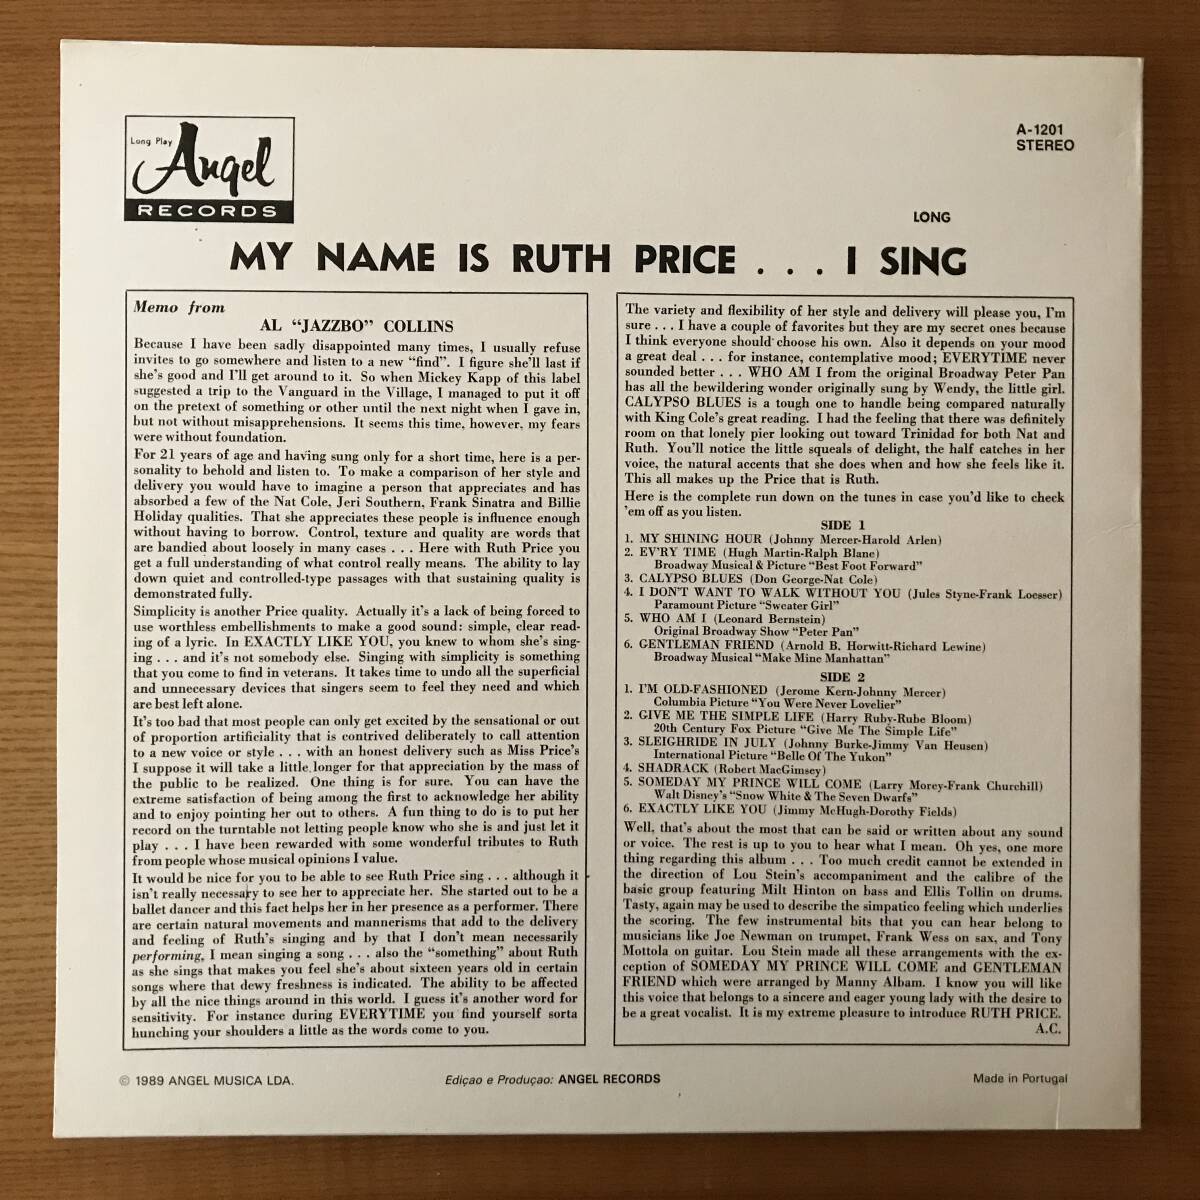 Long Play
Angel
RECORDS
A-1201
STEREO
LONG
MY NAME IS RUTH PRICE . . . I SING
Memo from
AL “JAZZBO” COLLINS
Because I have been sadly disappointed many times, I usually refuse
invites to go somewhere and listen to a new “find”. I figure she'll last if
she's good and I'll get around to it. So when Mickey Kapp of this label
suggested a trip to the Vanguard in the Village, I managed to put it off
on the pretext of something or other until the next night when I gave in,
but not without misapprehensions. It seems this time, however, my fears
were without foundation.
For 21 years of age and having sung only for a short time, here is a per-
sonality to behold and listen to. To make a comparison of her style and
delivery you would have to imagine a person that appreciates and has
absorbed a few of the Nat Cole, Jeri Southern, Frank Sinatra and Billie
Holiday qualities. That she appreciates these people is influence enough
without having to borrow. Control, texture and quality are words that
are bandied about loosely in many cases . . . Here with Ruth Price you
get a full understanding of what control really means. The ability to lay
down quiet and controlled-type passages with that sustaining quality is
demonstrated fully.
Simplicity is another Price quality. Actually it's a lack of being forced to
use worthless embellishments to make a good sound: simple, clear read-
ing of a lyric. In EXACTLY LIKE YOU, you knew to whom she's sing-
ing . . . and it's not somebody else. Singing with simplicity is something
that you come to find in veterans. It takes time to undo all the superficial
and unnecessary devices that singers seem to feel they need and which
are best left alone.
It's too bad that most people can only get excited by the sensational or out
of proportion artificiality that is contrived deliberately to call attention
to a new voice or style . . . with an honest delivery such as Miss Price's
I suppose it will take a little longer for that appreciation by the mass of
the public to be realized. One thing is for sure. You can have the
extreme satisfaction of being among the first to acknowledge her ability
and to enjoy pointing her out to others. A fun thing to do is to put her
record on the turntable not letting people know who she is and just let it
play . . . I have been rewarded with some wonderful tributes to Ruth
from people whose musical opinions I value.
It would be nice for you to be able to see Ruth Price sing . . . although it
isn't really necessary to see her to appreciate her. She started out to be a
ballet dancer and this fact helps her in her presence as a performer. There
are certain natural movements and mannerisms that add to the delivery
and feeling of Ruth's singing and by that I don't mean necessarily
performing, I mean singing a song . . . also the “something” about Ruth
as she sings that makes you feel she's about sixteen years old in certain
songs where that dewy freshness is indicated. The ability to be affected
by all the nice things around in this world. I guess it's another word for
sensitivity. For instance during EVERYTIME you find yourself sorta
hunching your shoulders a little as the words come to you.
The variety and flexibility of her style and delivery will please you, I'm
sure . . . I have a couple of favorites but they are my secret ones because
I think everyone should choose his own. Also it depends on your mood
a great deal . . . for instance, contemplative mood; EVERYTIME never
sounded better . . . WHO AM I from the original Broadway Peter Pan
has all the bewildering wonder originally sung by Wendy, the little girl.
CALYPSO BLUES is a tough one to handle being compared naturally
with King Cole's great reading. I had the feeling that there was definitely
room on that lonely pier looking out toward Trinidad for both Nat and
Ruth. You'll notice the little squeals of delight, the half catches in her
voice, the natural accents that she does when and how she feels like it.
This all makes up the Price that is Ruth.
Here is the complete run down on the tunes in case you'd like to check
'em off as you listen.
SIDE 1
1. MY SHINING HOUR (Johnny Mercer-Harold Arlen)
2. EV'RY TIME (Hugh Martin-Ralph Blane)
Broadway Musical & Picture “Best Foot Forward”
3. CALYPSO BLUES (Don George-Nat Cole)
4. I DON'T WANT TO WALK WITHOUT YOU (Jules Styne-Frank Loesser)
Paramount Picture “Sweater Girl”
5. WHO AM I (Leonard Bernstein)
Original Broadway Show “Peter Pan”
6. GENTLEMAN FRIEND (Arnold B. Horwitt-Richard Lewine)
Broadway Musical “Make Mine Manhattan”
SIDE 2
1. I'M OLD-FASHIONED (Jerome Kern-Johnny Mercer)
Columbia Picture “You Were Never Lovelier”
2. GIVE ME THE SIMPLE LIFE (Harry Ruby-Rube Bloom)
20th Century Fox Picture “Give Me The Simple Life”
3. SLEIGHRIDE IN JULY (Johnny Burke-Jimmy Van Heusen)
International Picture “Belle Of The Yukon”
4. SHADRACK (Robert MacGimsey)
5. SOMEDAY MY PRINCE WILL COME (Larry Morey-Frank Churchill)
Walt Disney's “Snow White & The Seven Dwarfs”
6. EXACTLY LIKE YOU (Jimmy McHugh-Dorothy Fields)
Well, that's about the most that can be said or written about any sound
or voice. The rest is up to you to hear what I mean. Oh yes, one more
thing regarding this album . . . Too much credit cannot be extended in
the direction of Lou Stein's accompaniment and the calibre of the
basic group featuring Milt Hinton on bass and Ellis Tollin on drums.
Tasty, again may be used to describe the simpatico feeling which underlies
the scoring. The few instrumental bits that you can hear belong to
musicians like Joe Newman on trumpet, Frank Wess on sax, and Tony
Mottola on guitar. Lou Stein made all these arrangements with the ex-
ception of SOMEDAY MY PRINCE WILL COME and GENTLEMAN
FRIEND which were arranged by Manny Albam. I know you will like
this voice that belongs to a sincere and eager young lady with the desire to
be a great vocalist. It is my extreme pleasure to introduce RUTH PRICE.
A.C.
© 1989 ANGEL MUSICA LDA.
Ediçao e Produçao: ANGEL RECORDS
Made in Portugal